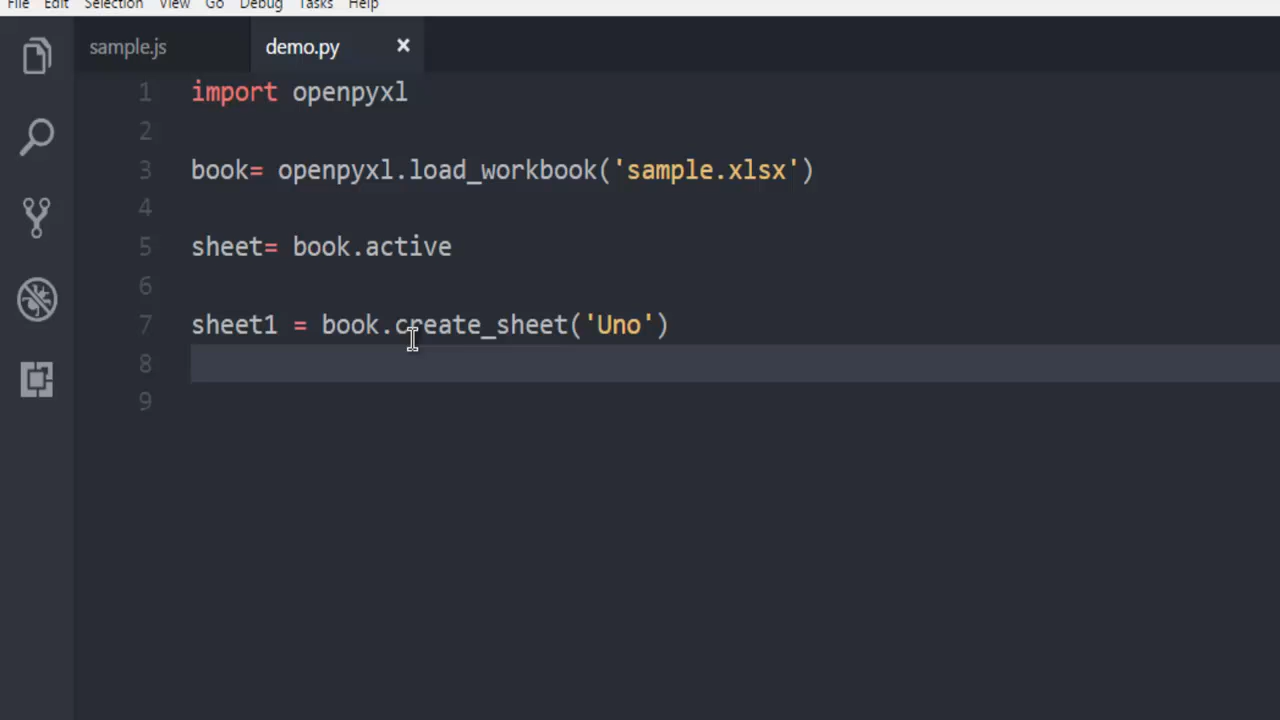 File Edit Selection View Go Debug Tasks Help
sample.js demo.py ×
1 import openpyxl
2
3 book= openpyxl.load_workbook('sample.xlsx')
4
5 sheet= book.active
6
7 sheet1 = book.create_sheet('Uno')
8
9